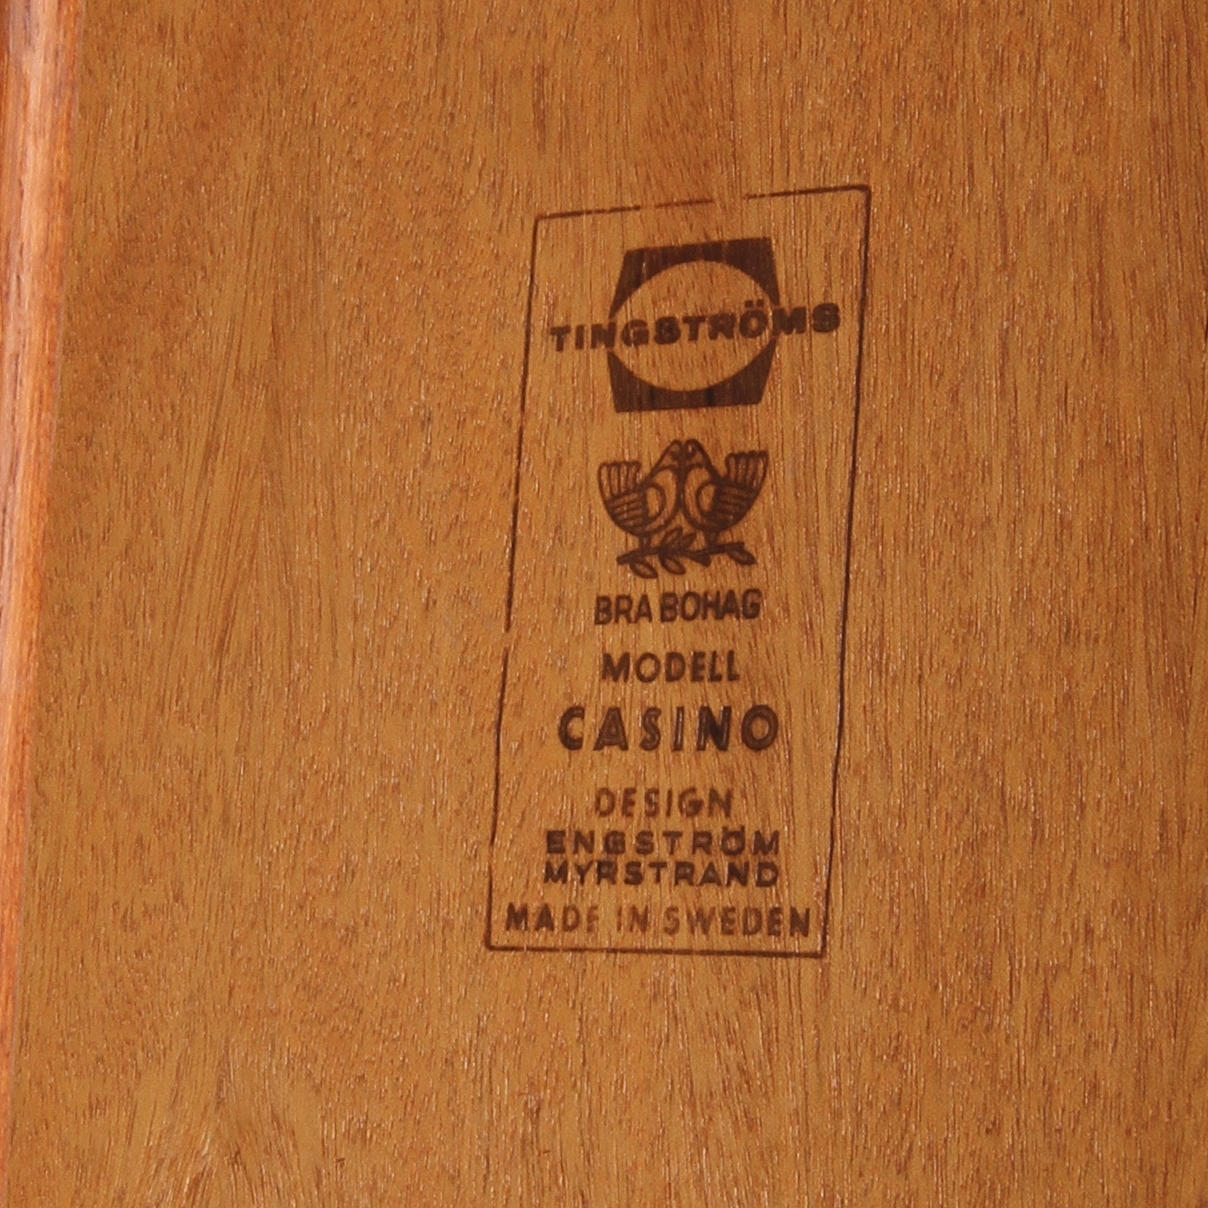 TINGSTRÖMS
BRA BOHAG
MODELL
CASINO
DESIGN
ENGSTRÖM
MYRSTRAND
MADE IN SWEDEN